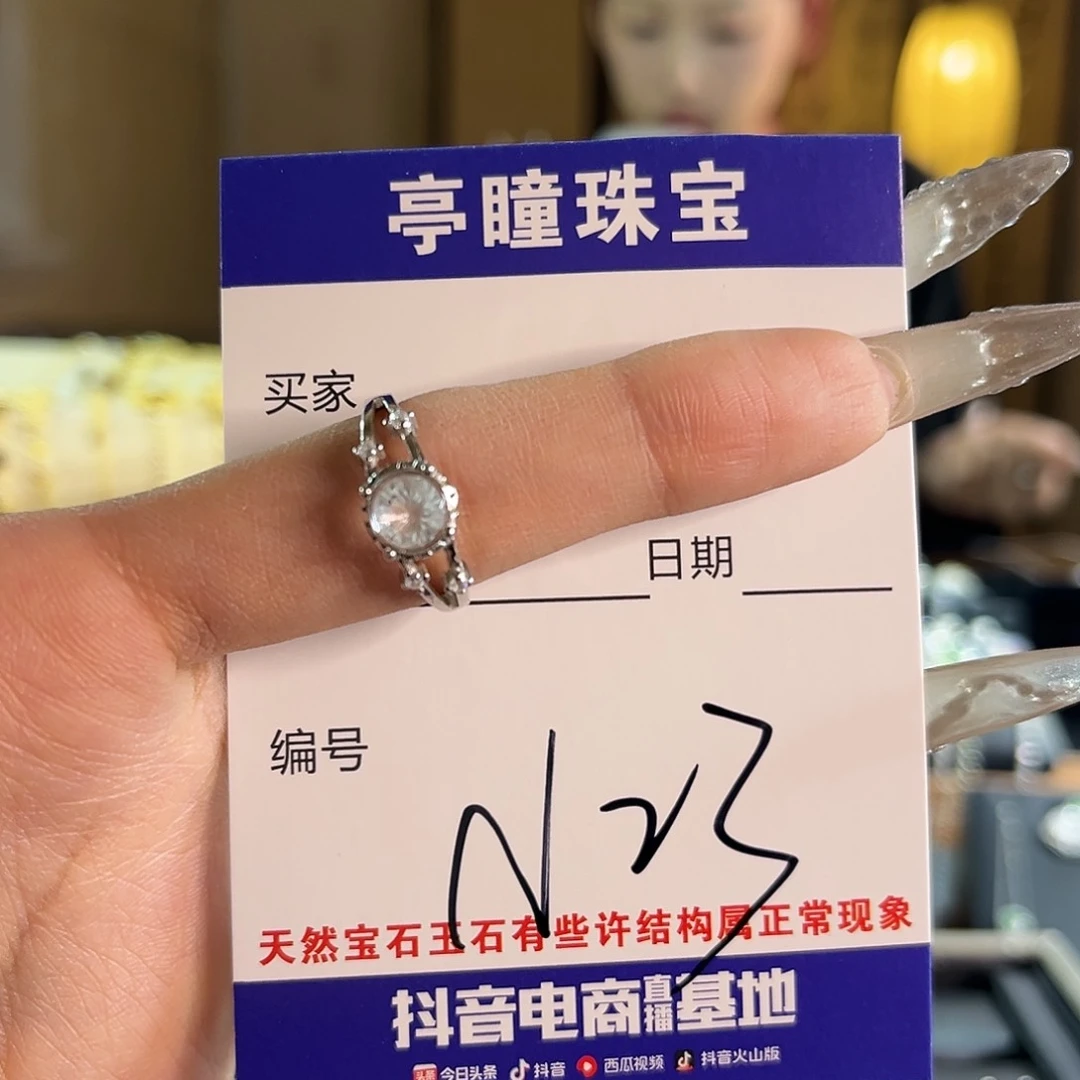 亭瞳珠宝
买家
日期
编号
N23
天然宝石玉石有些许结构属正常现象
抖音电商直播基地
头条 今日头条 抖音 西瓜视频 抖音火山版